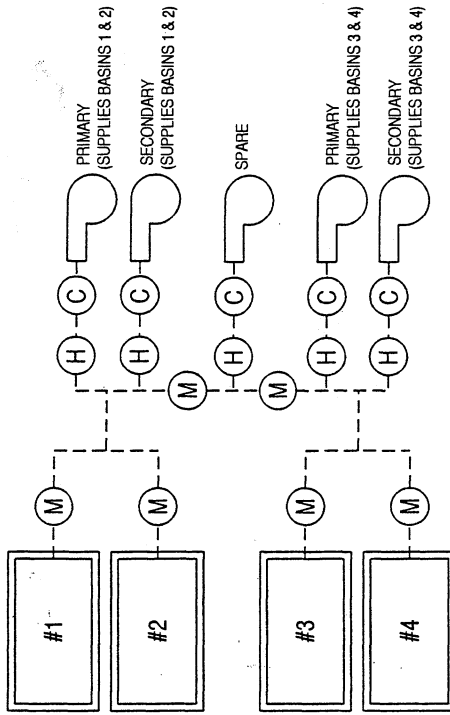 PRIMARY
(SUPPLIES BASINS 1 & 2)
SECONDARY
(SUPPLIES BASINS 1 & 2)
SPARE
PRIMARY
(SUPPLIES BASINS 3 & 4)
SECONDARY
(SUPPLIES BASINS 3 & 4)
C
C
C
C
C
H
H
H
H
H
M
M
M
M
M
M
#1
#2
#3
#4